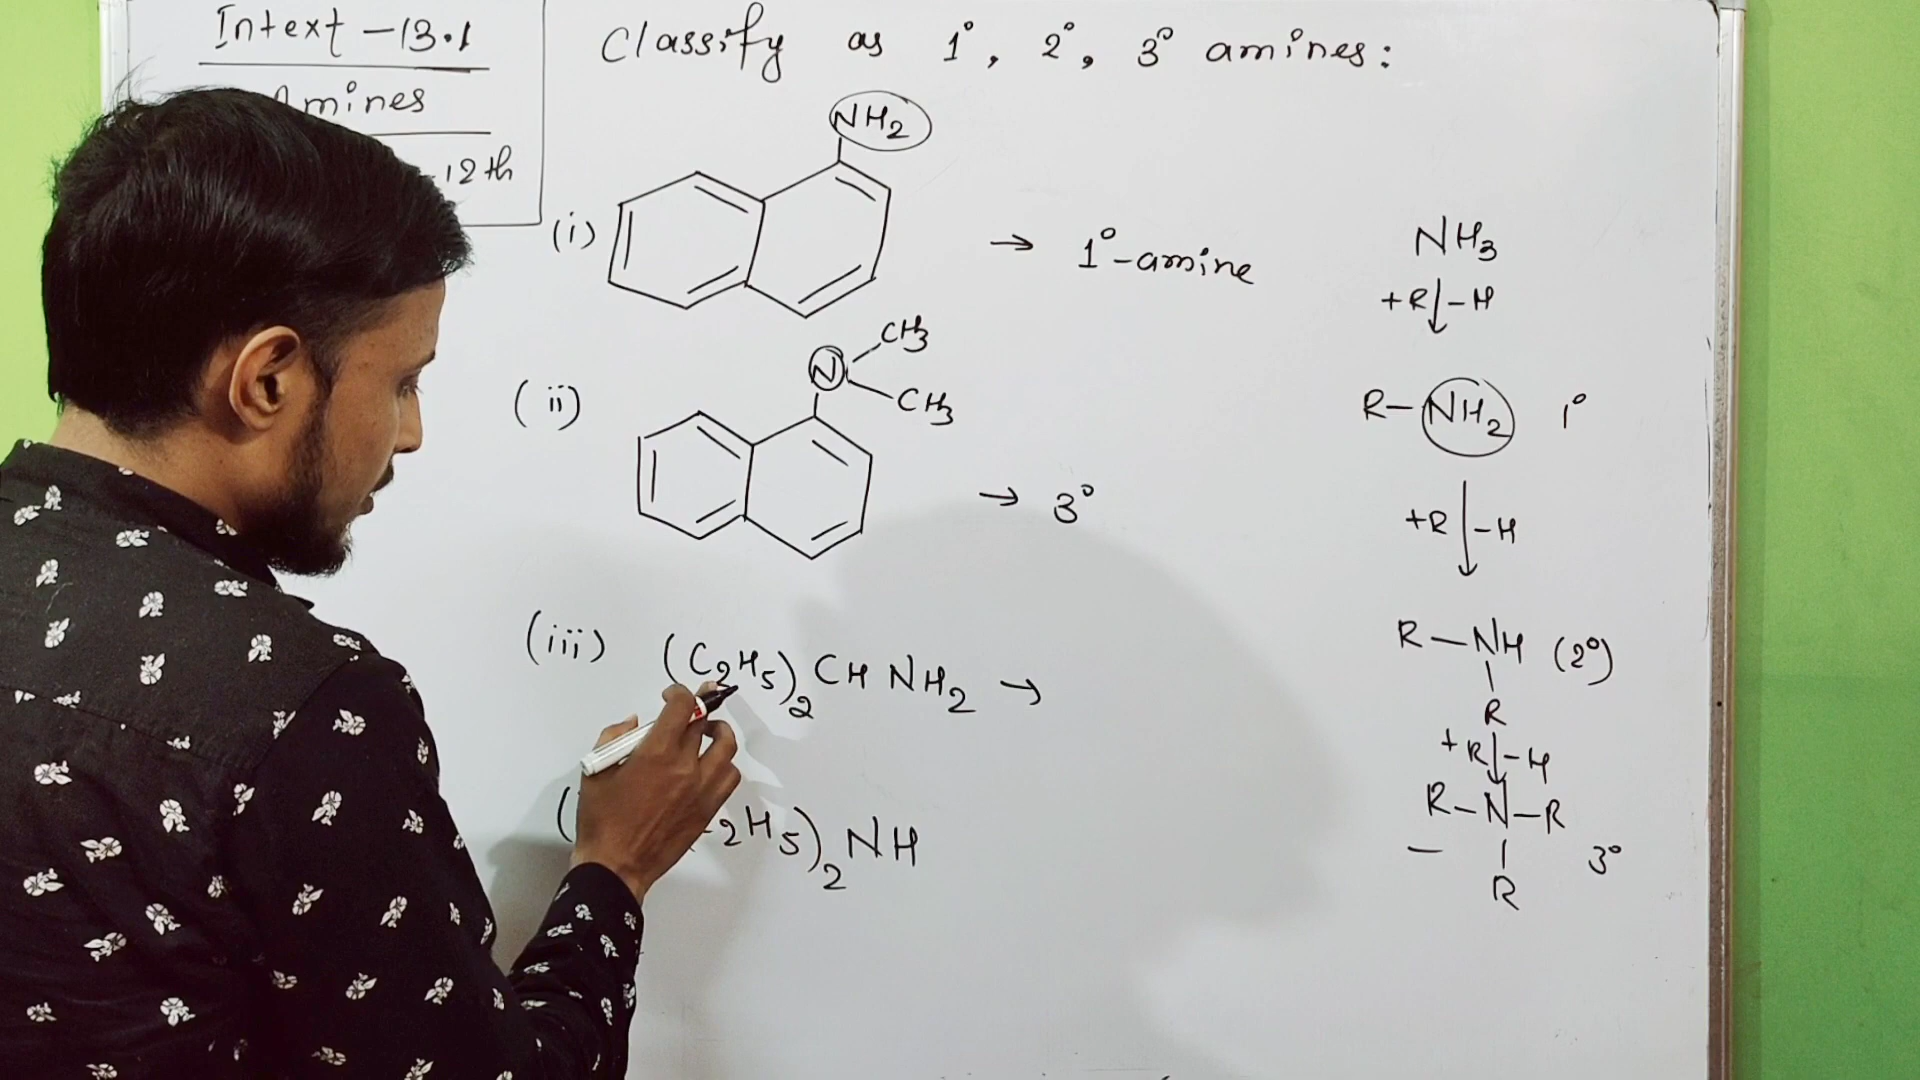 Intext - 13.1
Amines
12th
Classify as 1°, 2°, 3° amines:
(i)
NH2
→ 1°-amine
(ii)
N
CH3
CH3
→ 3°
(iii) (C2H5)2 CH NH2 →
2H5)2 NH
NH3
+R -H
R-NH2 1°
+R -H
R-NH (2°)
R
+R -H
R-N-R
R
3°